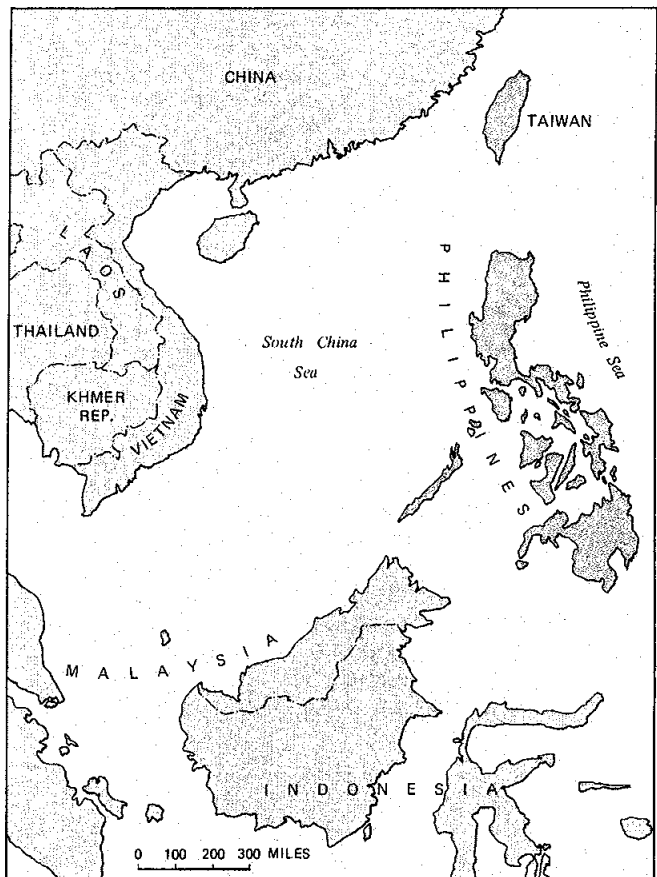 CHINA
TAIWAN
LAOS
PHILIPPINES
Philippine Sea
South China
Sea
THAILAND
KHMER
REP.
VIETNAM
MALAYSIA
INDONESIA
0 100 200 300 MILES